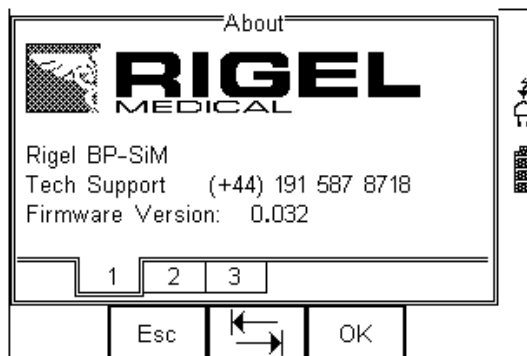 About
RIGEL
MEDICAL
Rigel BP-SiM
Tech Support (+44) 191 587 8718
Firmware Version: 0.032
1 2 3
Esc OK